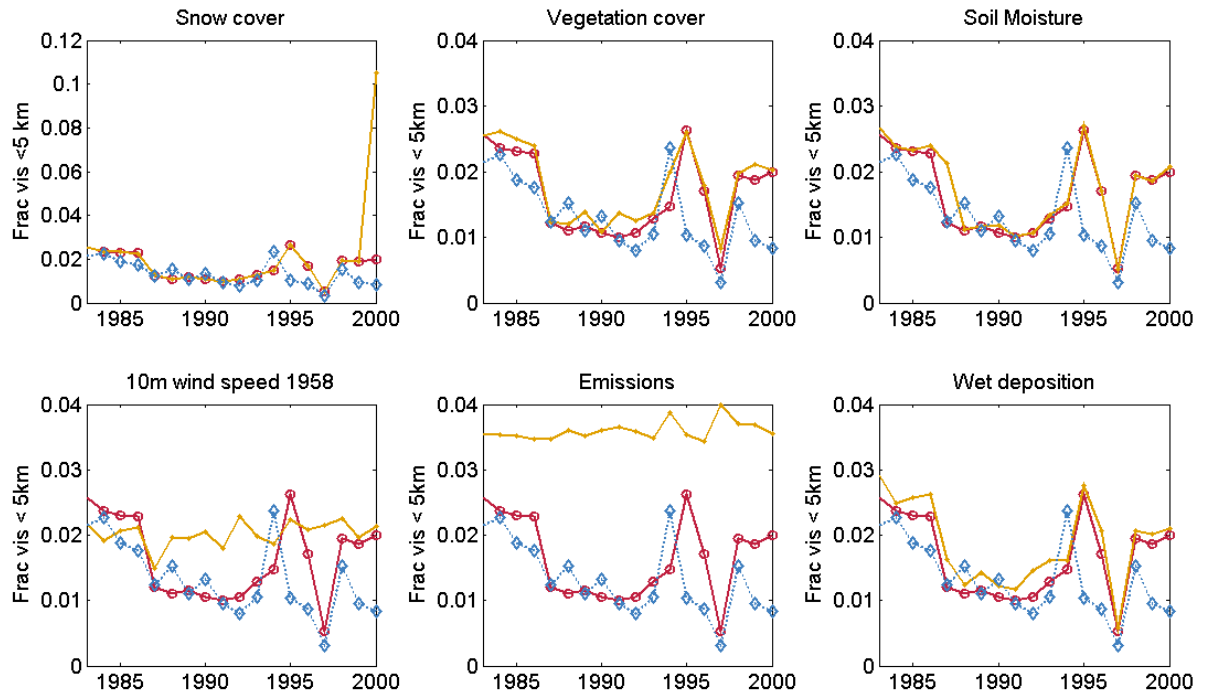 Snow cover
Frac vis <5 km
0.12
0.1
0.08
0.06
0.04
0.02
0
1985 1990 1995 2000
Vegetation cover
Frac vis < 5km
0.04
0.03
0.02
0.01
0
1985 1990 1995 2000
Soil Moisture
Frac vis < 5km
0.04
0.03
0.02
0.01
0
1985 1990 1995 2000
10m wind speed 1958
Frac vis < 5km
0.04
0.03
0.02
0.01
0
1985 1990 1995 2000
Emissions
Frac vis < 5km
0.04
0.03
0.02
0.01
0
1985 1990 1995 2000
Wet deposition
Frac vis < 5km
0.04
0.03
0.02
0.01
0
1985 1990 1995 2000